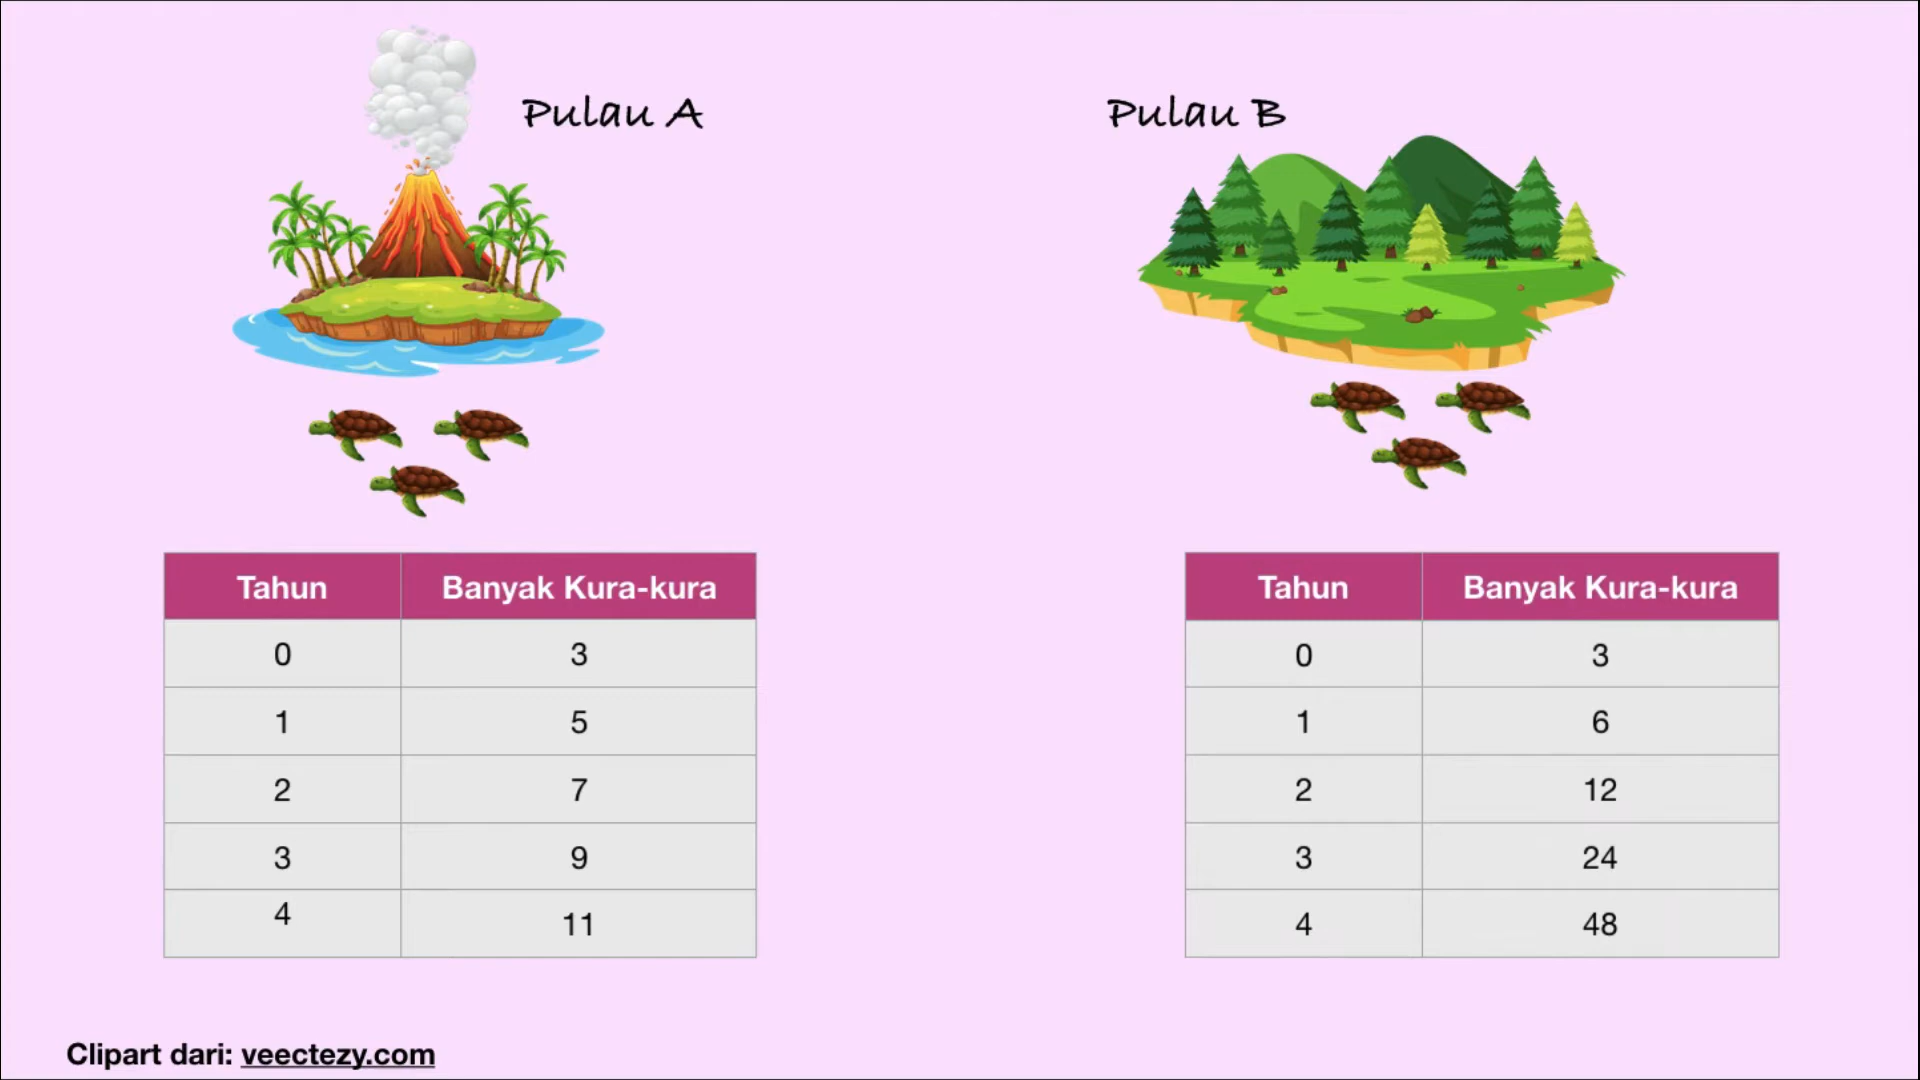 Pulau A
Pulau B
Tahun Banyak Kura-kura
0 3
1 5
2 7
3 9
4 11
Tahun Banyak Kura-kura
0 3
1 6
2 12
3 24
4 48
Clipart dari: veectezy.com